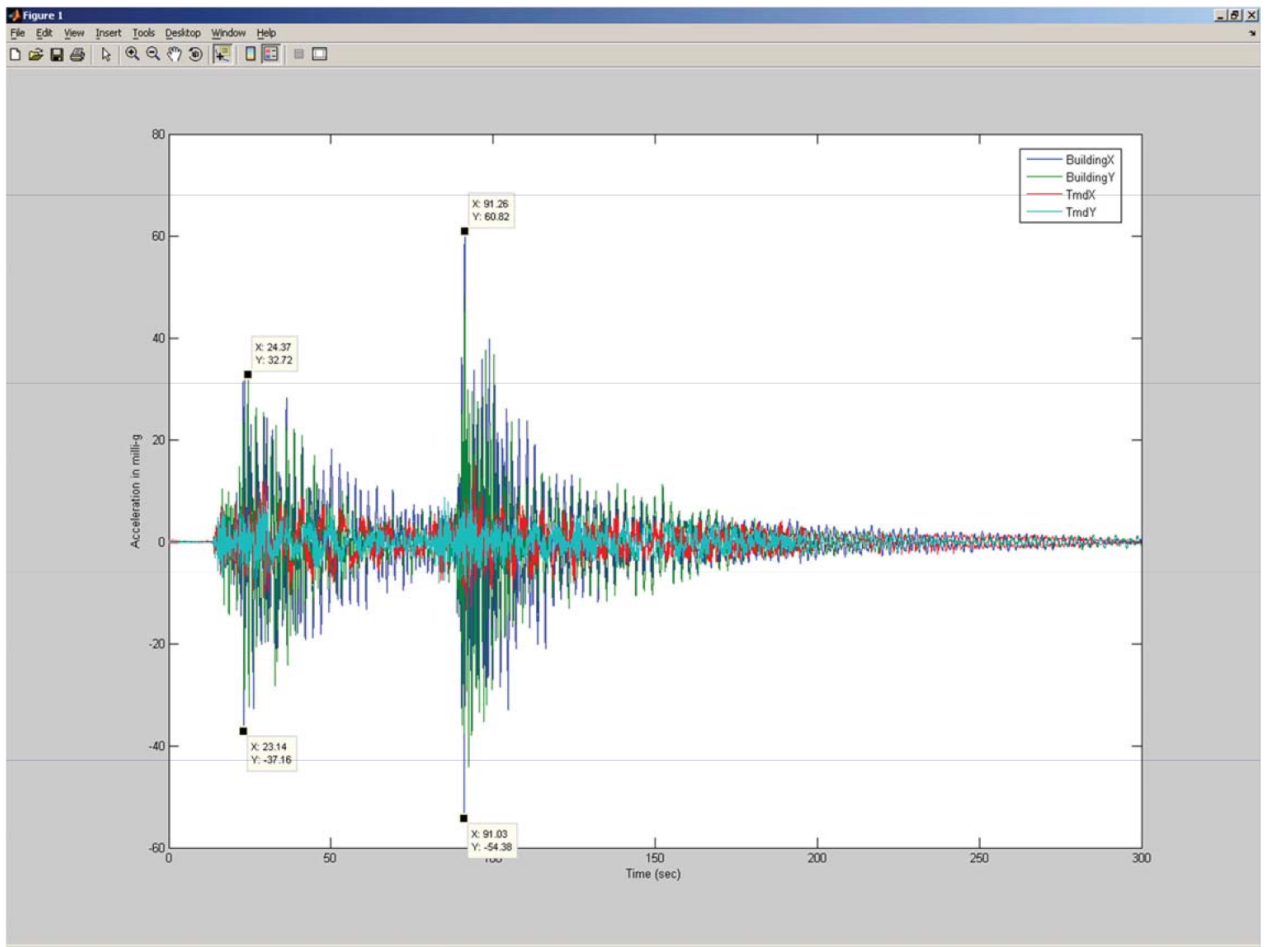 Figure 1
File Edit View Insert Tools Desktop Window Help
80
60
40
20
0
-20
-40
-60
Acceleration in milli-g
BuildingX
BuildingY
TmdX
TmdY
X: 91.26
Y: 60.82
X: 24.37
Y: 32.72
X: 23.14
Y: -37.16
X: 91.03
Y: -54.38
0 50 100 150 200 250 300
Time (sec)